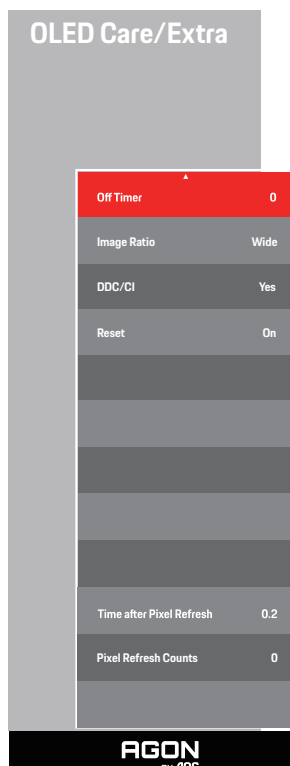 OLED Care/Extra
Off Timer 0
Image Ratio Wide
DDC/CI Yes
Reset On
Time after Pixel Refresh 0.2
Pixel Refresh Counts 0
AGON